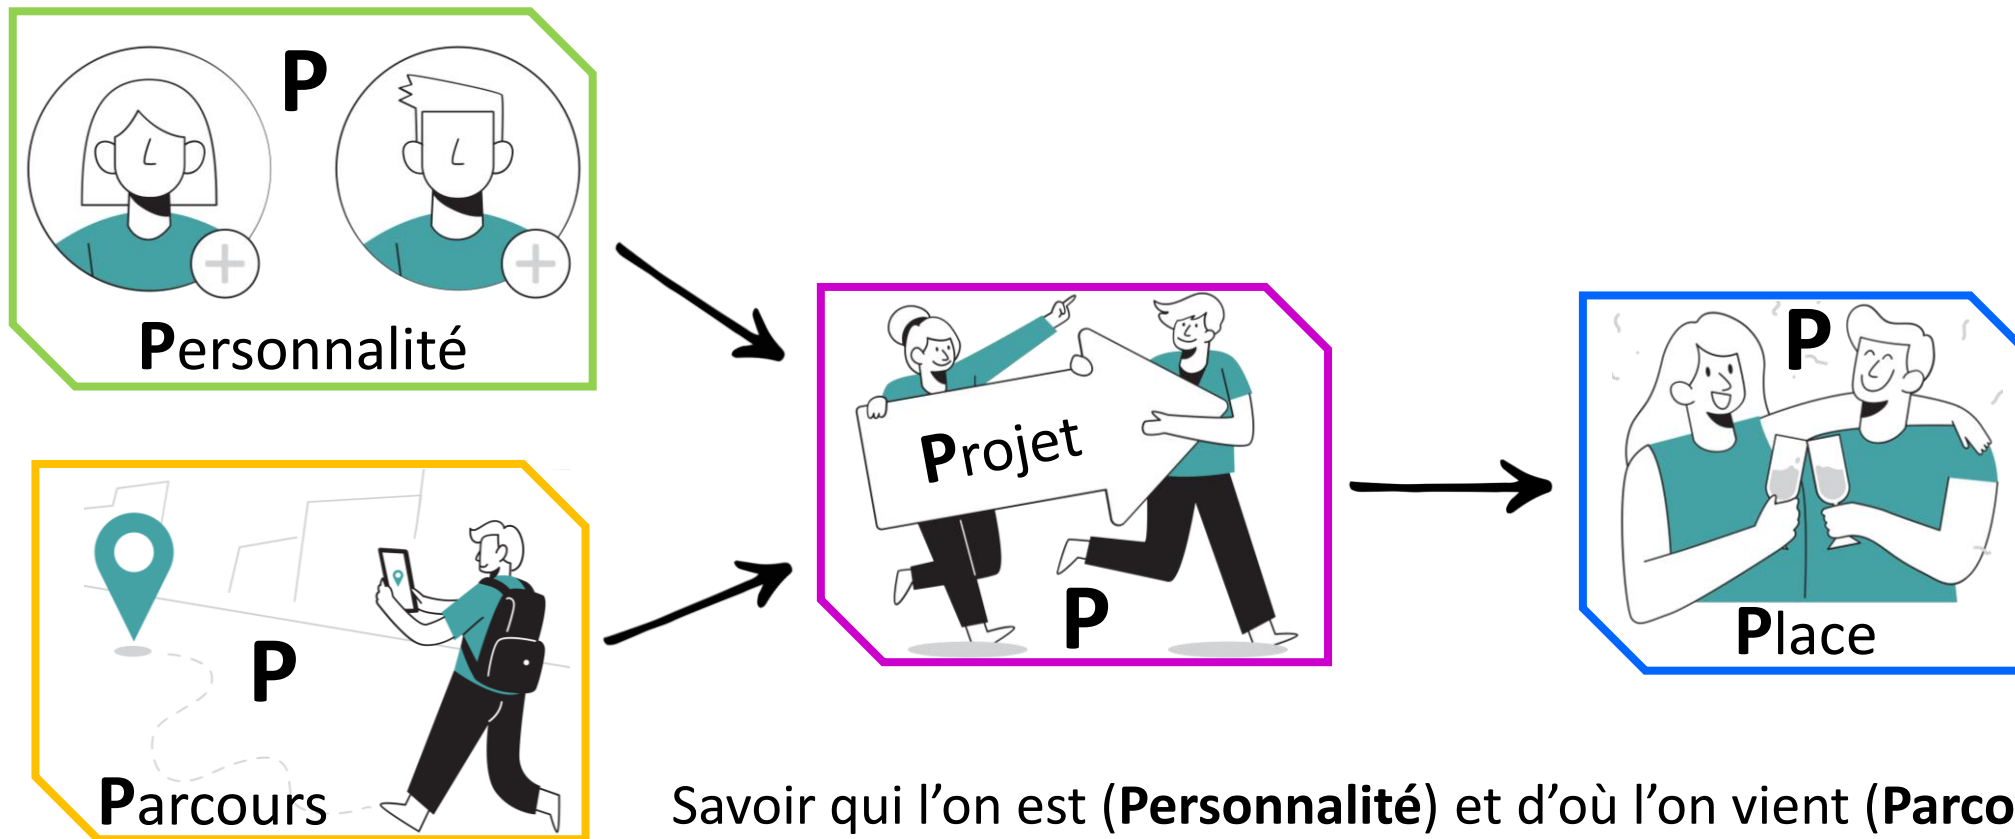 P
Personnalité
P
Parcours
Projet
P
P
Place
Savoir qui l’on est (Personnalité) et d’où l’on vient (Parco